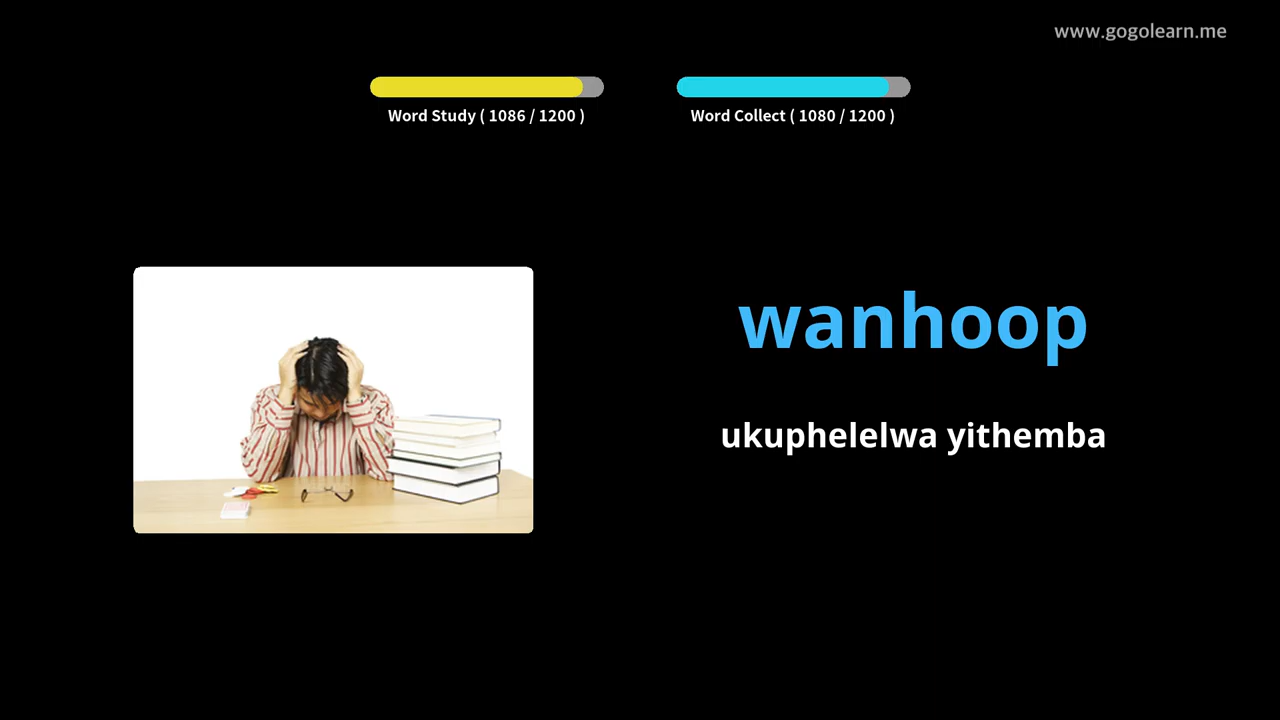 www.gogolearn.me
Word Study ( 1086 / 1200 )
Word Collect ( 1080 / 1200 )
wanhoop
ukuphelelwa yithemba